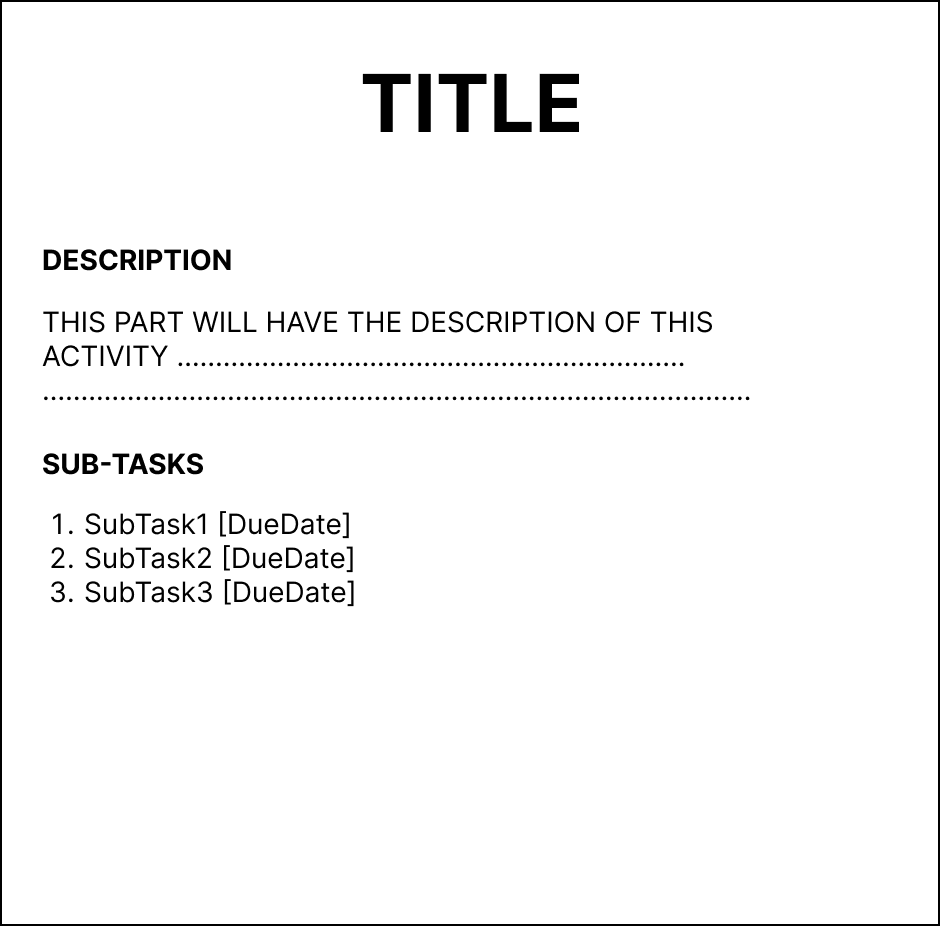 TITLE
DESCRIPTION
THIS PART WILL HAVE THE DESCRIPTION OF THIS
ACTIVITY ..................................................................
............................................................................................
SUB-TASKS
1. SubTask1 [DueDate]
2. SubTask2 [DueDate]
3. SubTask3 [DueDate]